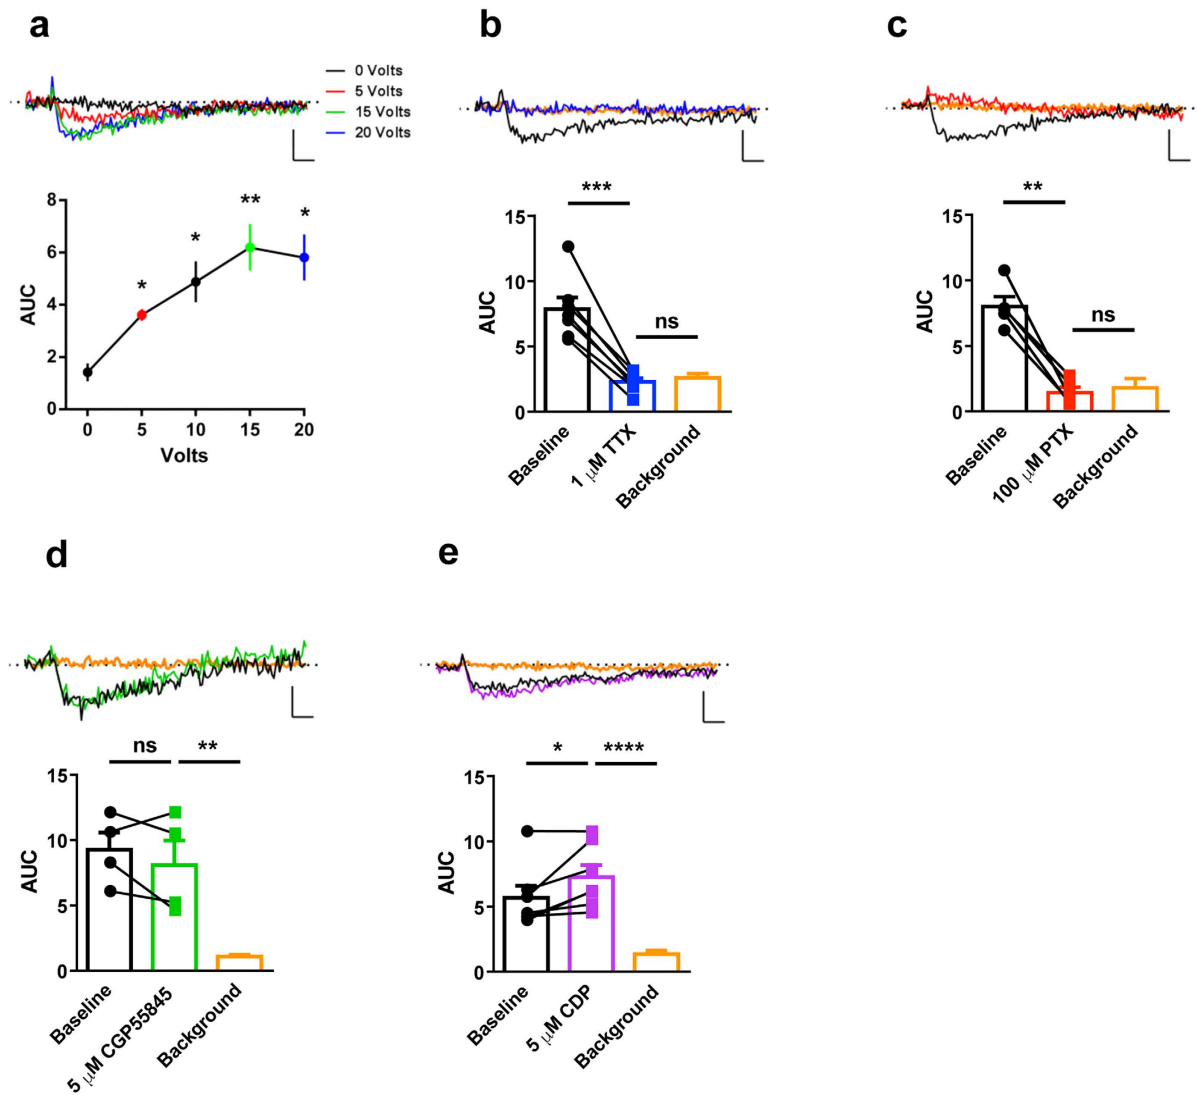 a
0 Volts
5 Volts
15 Volts
20 Volts
8
6
4
2
0
AUC
*
*
**
*
0 5 10 15 20
Volts
b
***
ns
15
10
5
0
AUC
Baseline
1 μM TTX
Background
c
**
ns
15
10
5
0
AUC
Baseline
100 μM PTX
Background
d
ns **
15
10
5
0
AUC
Baseline
5 μM CGP55845
Background
e
* ****
15
10
5
0
AUC
Baseline
5 μM CDP
Background